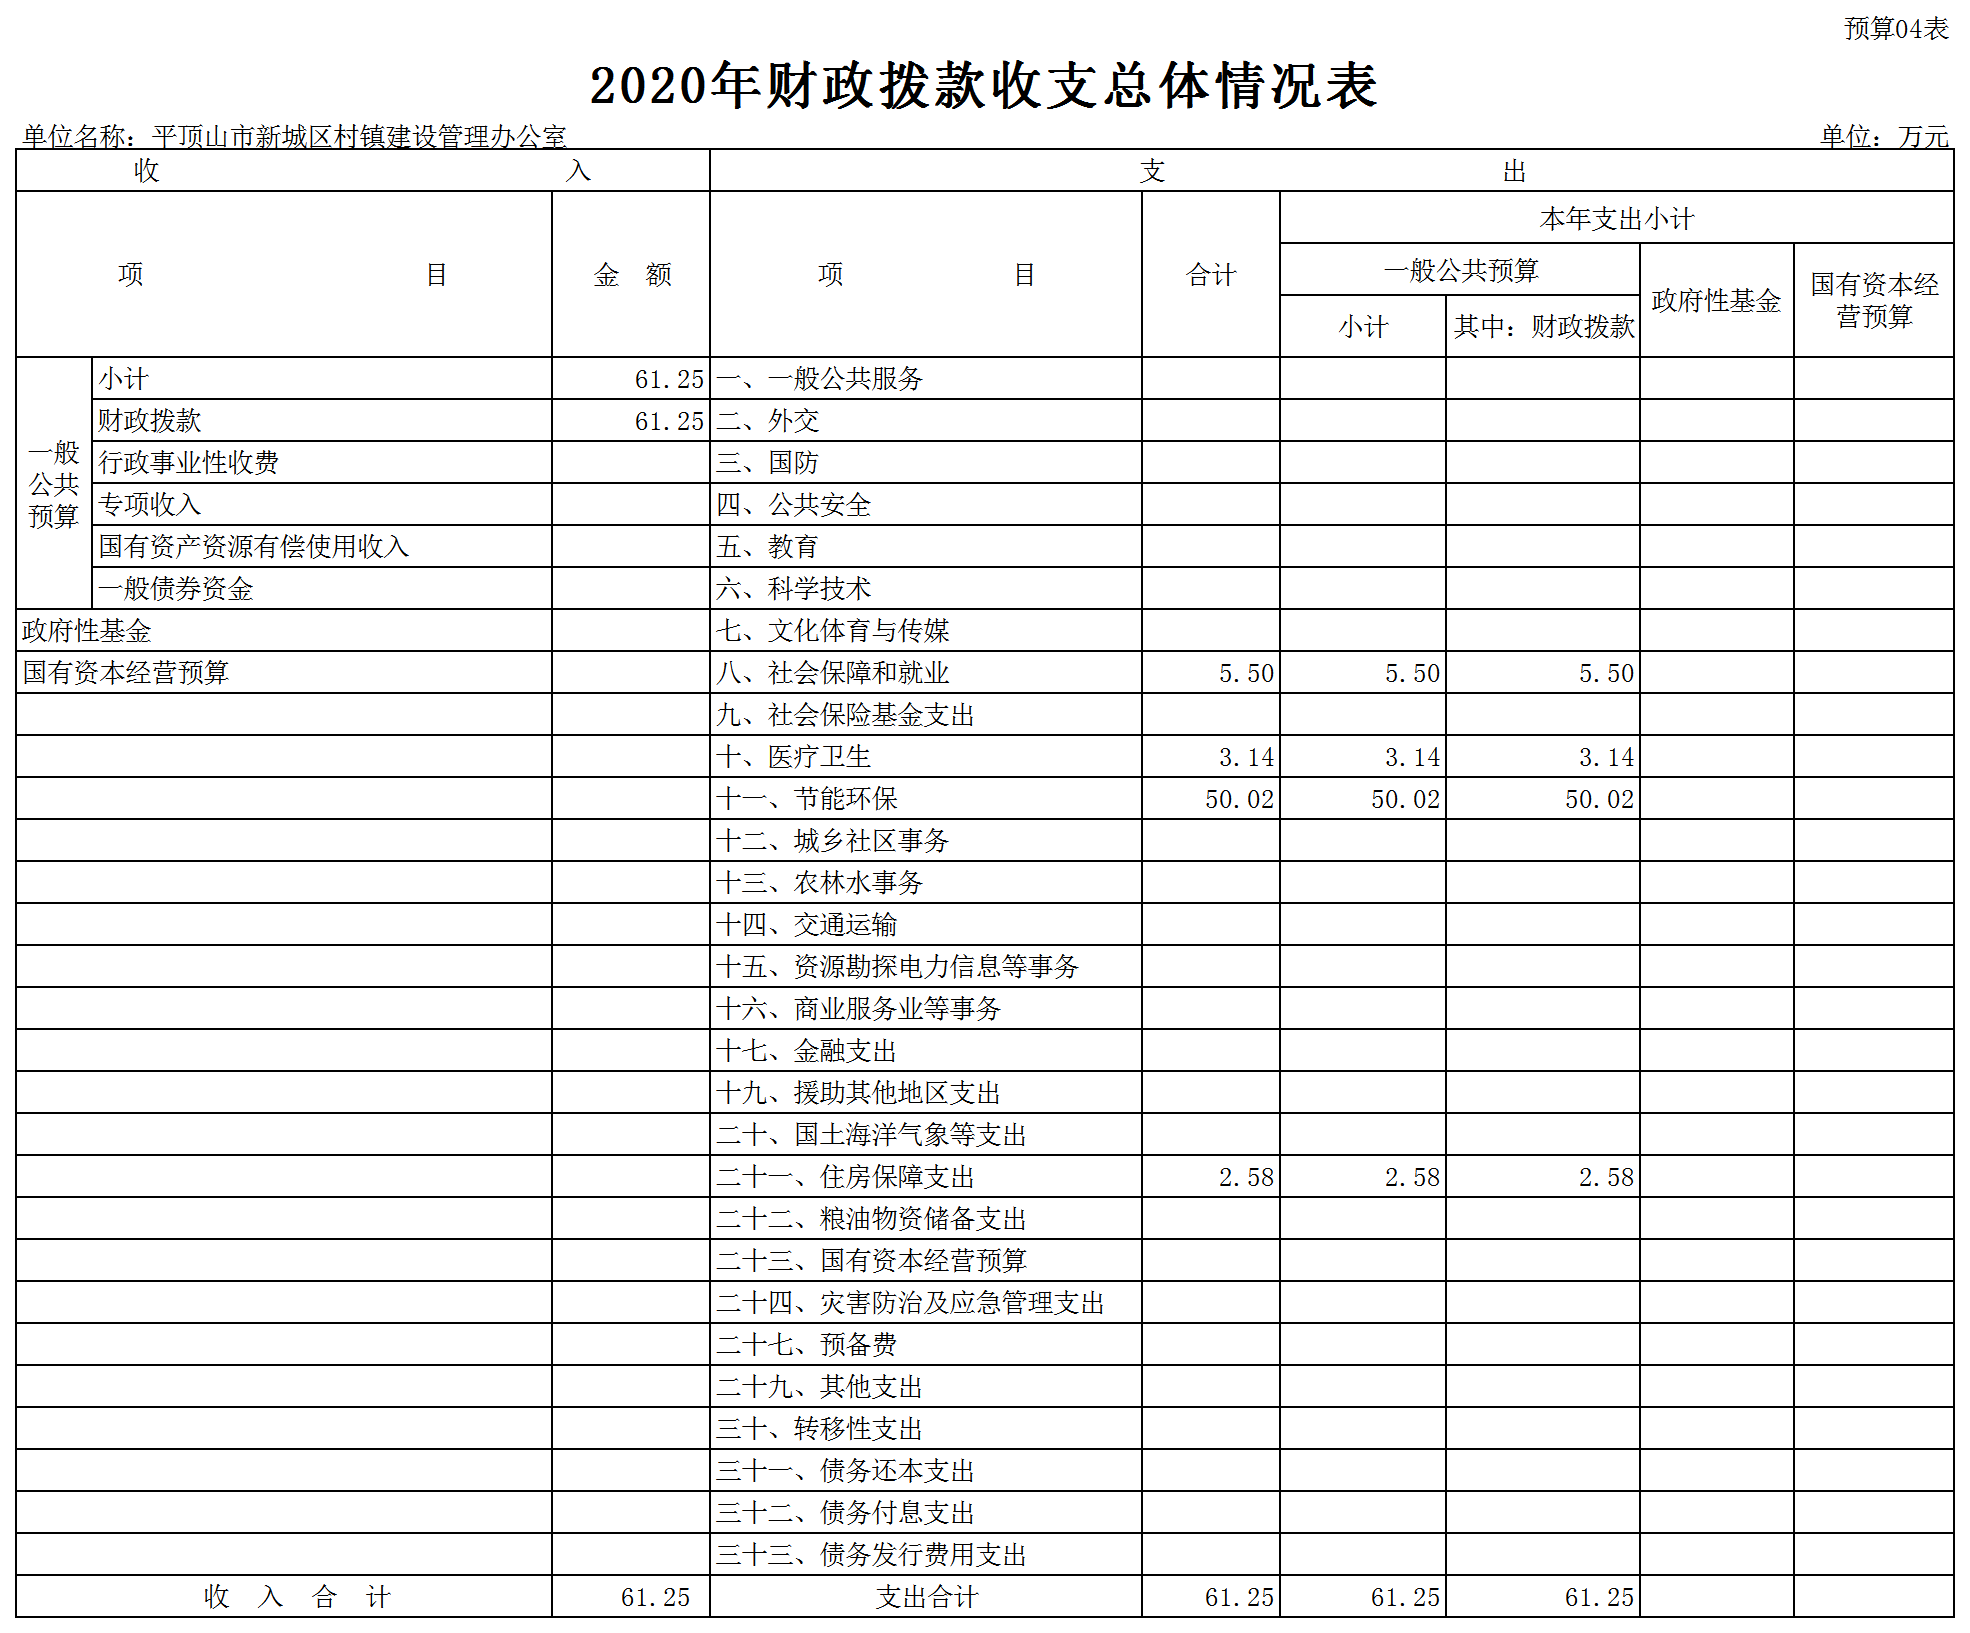 预算04表
2020年财政拨款收支总体情况表
单位名称：平顶山市新城区村镇建设管理办公室 单位：万元
收 入 支 出
项 目 金 额 项 目 合计 本年支出小计
一般公共预算 政府性基金 国有资本经营预算
小计 其中：财政拨款
一般公共预算
小计 61.25 一、一般公共服务
财政拨款 61.25 二、外交
行政事业性收费 三、国防
专项收入 四、公共安全
国有资产资源有偿使用收入 五、教育
一般债券资金 六、科学技术
政府性基金 七、文化体育与传媒
国有资本经营预算 八、社会保障和就业 5.50 5.50 5.50
九、社会保险基金支出
十、医疗卫生 3.14 3.14 3.14
十一、节能环保 50.02 50.02 50.02
十二、城乡社区事务
十三、农林水事务
十四、交通运输
十五、资源勘探电力信息等事务
十六、商业服务业等事务
十七、金融支出
十九、援助其他地区支出
二十、国土海洋气象等支出
二十一、住房保障支出 2.58 2.58 2.58
二十二、粮油物资储备支出
二十三、国有资本经营预算
二十四、灾害防治及应急管理支出
二十七、预备费
二十九、其他支出
三十、转移性支出
三十一、债务还本支出
三十二、债务付息支出
三十三、债务发行费用支出
收 入 合 计 61.25 支出合计 61.25 61.25 61.25